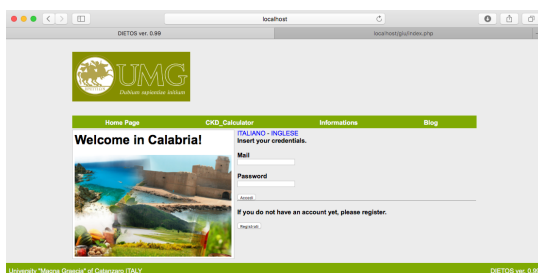 localhost
DIETOS ver. 0.99
localhost/giu/index.php
UMG
Dubium sapientiae initium
Home Page
CKD_Calculator
Informations
Blog
Welcome in Calabria!
ITALIANO - INGLESE
Insert your credentials.
Mail
Password
Accedi
If you do not have an account yet, please register.
Registrati
University "Magna Graecia" of Catanzaro ITALY
DIETOS ver. 0.99